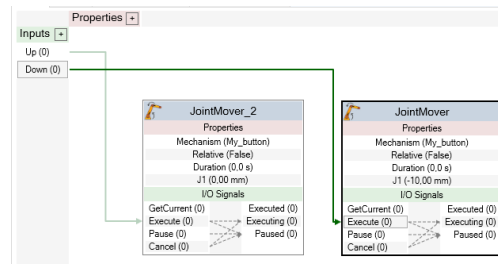 Properties +
Inputs +
Up (0)
Down (0)
JointMover_2
Properties
Mechanism (My_button)
Relative (False)
Duration (0,0 s)
J1 (0,00 mm)
I/O Signals
GetCurrent (0) Executed (0)
Execute (0) Executing (0)
Pause (0) Paused (0)
Cancel (0)
JointMover
Properties
Mechanism (My_button)
Relative (False)
Duration (0,0 s)
J1 (-10,00 mm)
I/O Signals
GetCurrent (0) Executed (0)
Execute (0) Executing (0)
Pause (0) Paused (0)
Cancel (0)